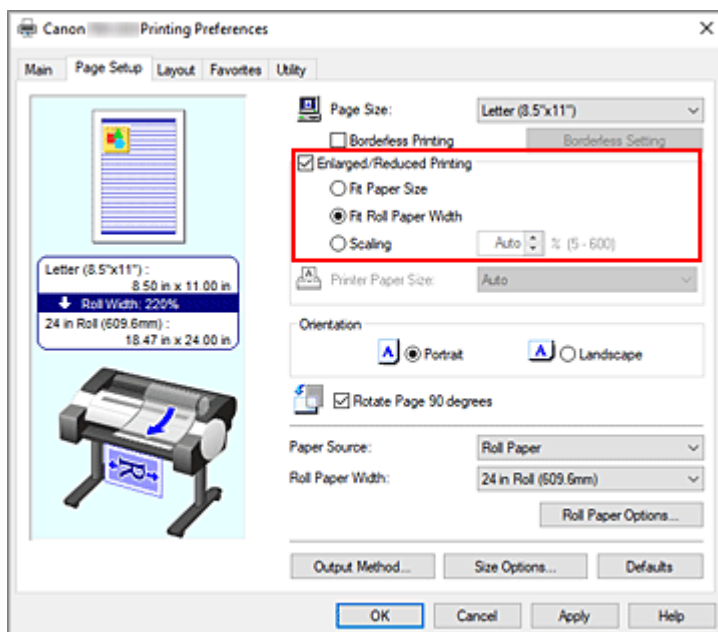 Canon Printing Preferences
Main Page Setup Layout Favorites Utility
Page Size: Letter (8.5"x11")
Borderless Printing Borderless Setting
Enlarged/Reduced Printing
Fit Paper Size
Fit Roll Paper Width
Scaling Auto % (5 - 600)
Printer Paper Size: Auto
Letter (8.5"x11") :
8.50 in x 11.00 in
Roll Width: 220%
24 in Roll (609.6mm) :
18.47 in x 24.00 in
Orientation
A Portrait A Landscape
Rotate Page 90 degrees
R
Paper Source: Roll Paper
Roll Paper Width: 24 in Roll (609.6mm)
Roll Paper Options...
Output Method... Size Options... Defaults
OK Cancel Apply Help